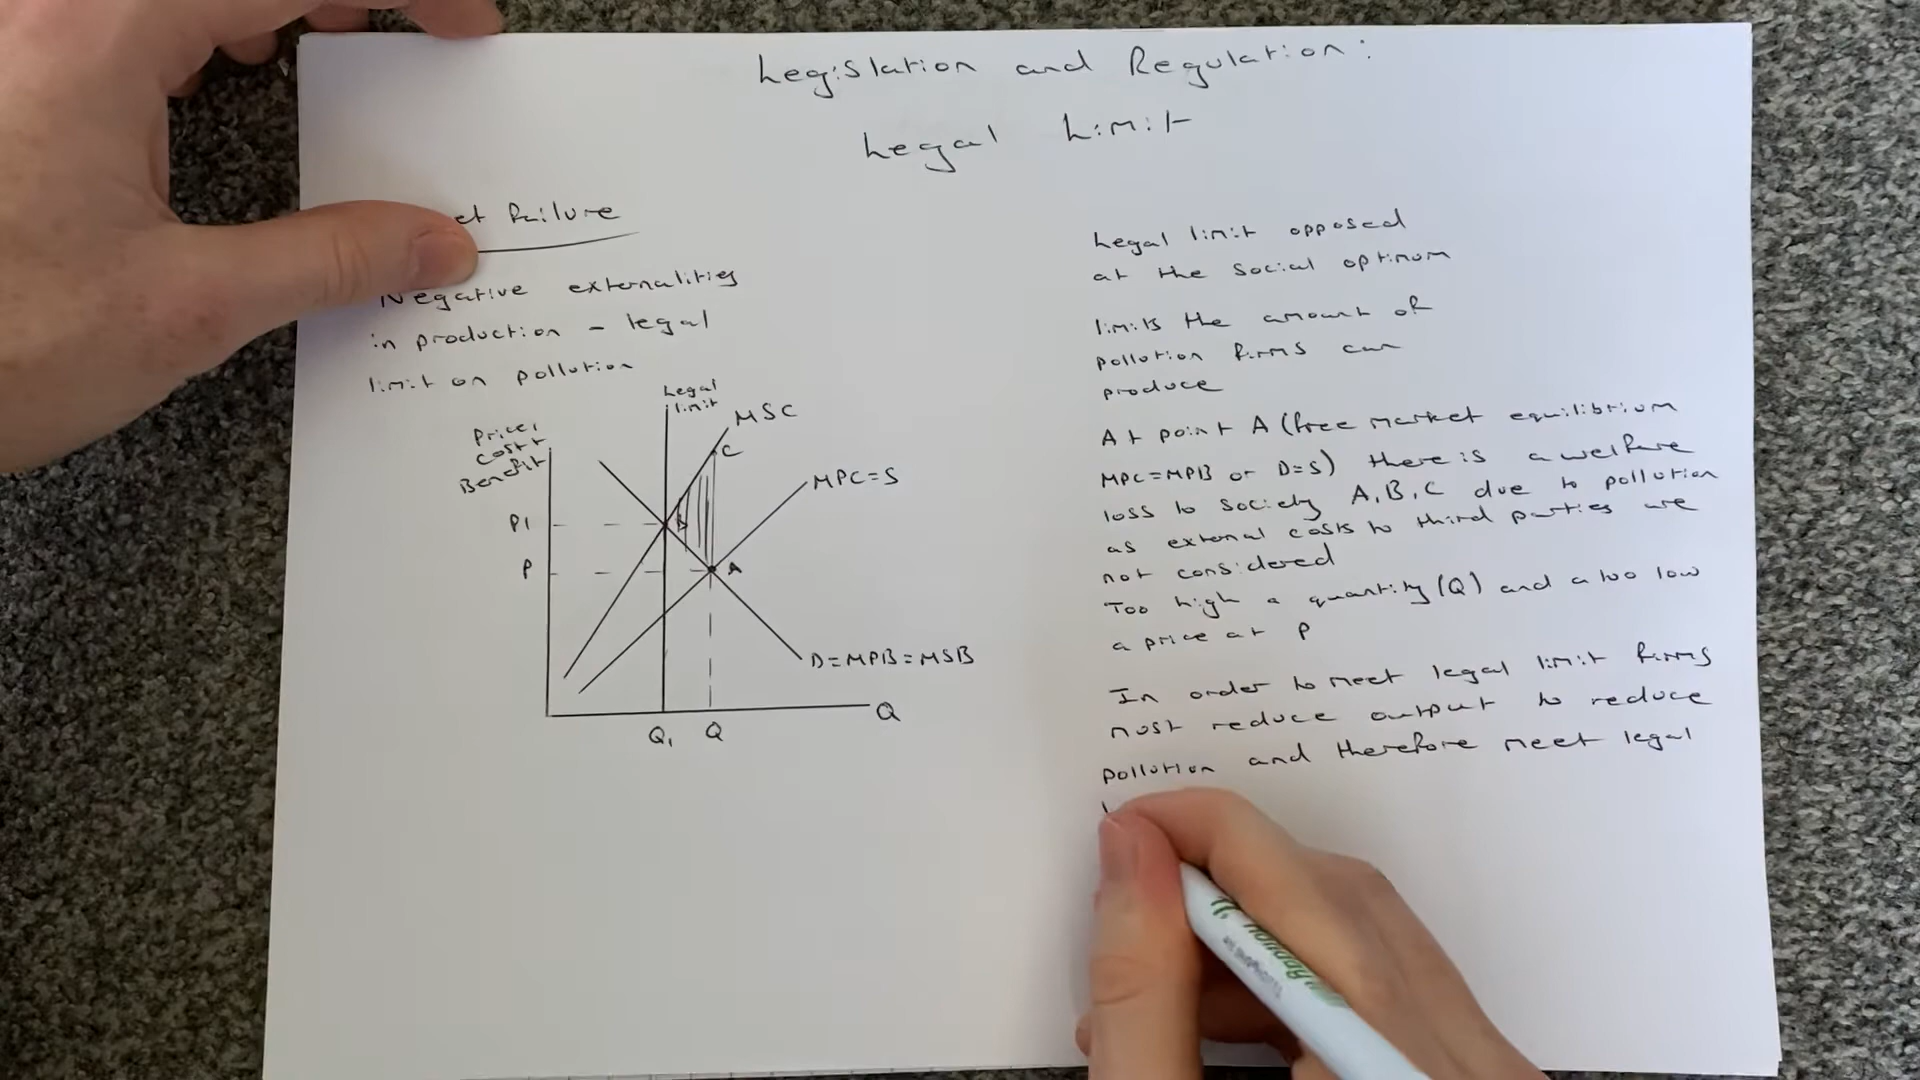 Legislation and Regulation:
Legal Limit
et failure
Negative externalities
in production - legal
limit on pollution
Legal
limit
Price,
Cost +
Benefit
MSC
C
MPC=S
P1
B
P
A
D=MPB=MSB
Q1 Q
Q
Legal limit opposed
at the social optimum
limits the amount of
pollution firms can
produce
At point A (free market equilibrium
MPC=MPB or D=S) there is a welfare
loss to society A,B,C due to pollution
as external costs to third parties are
not considered
Too high a quantity (Q) and a too low
a price at P
In order to meet legal limit firms
must reduce output to reduce
pollution and therefore meet legal